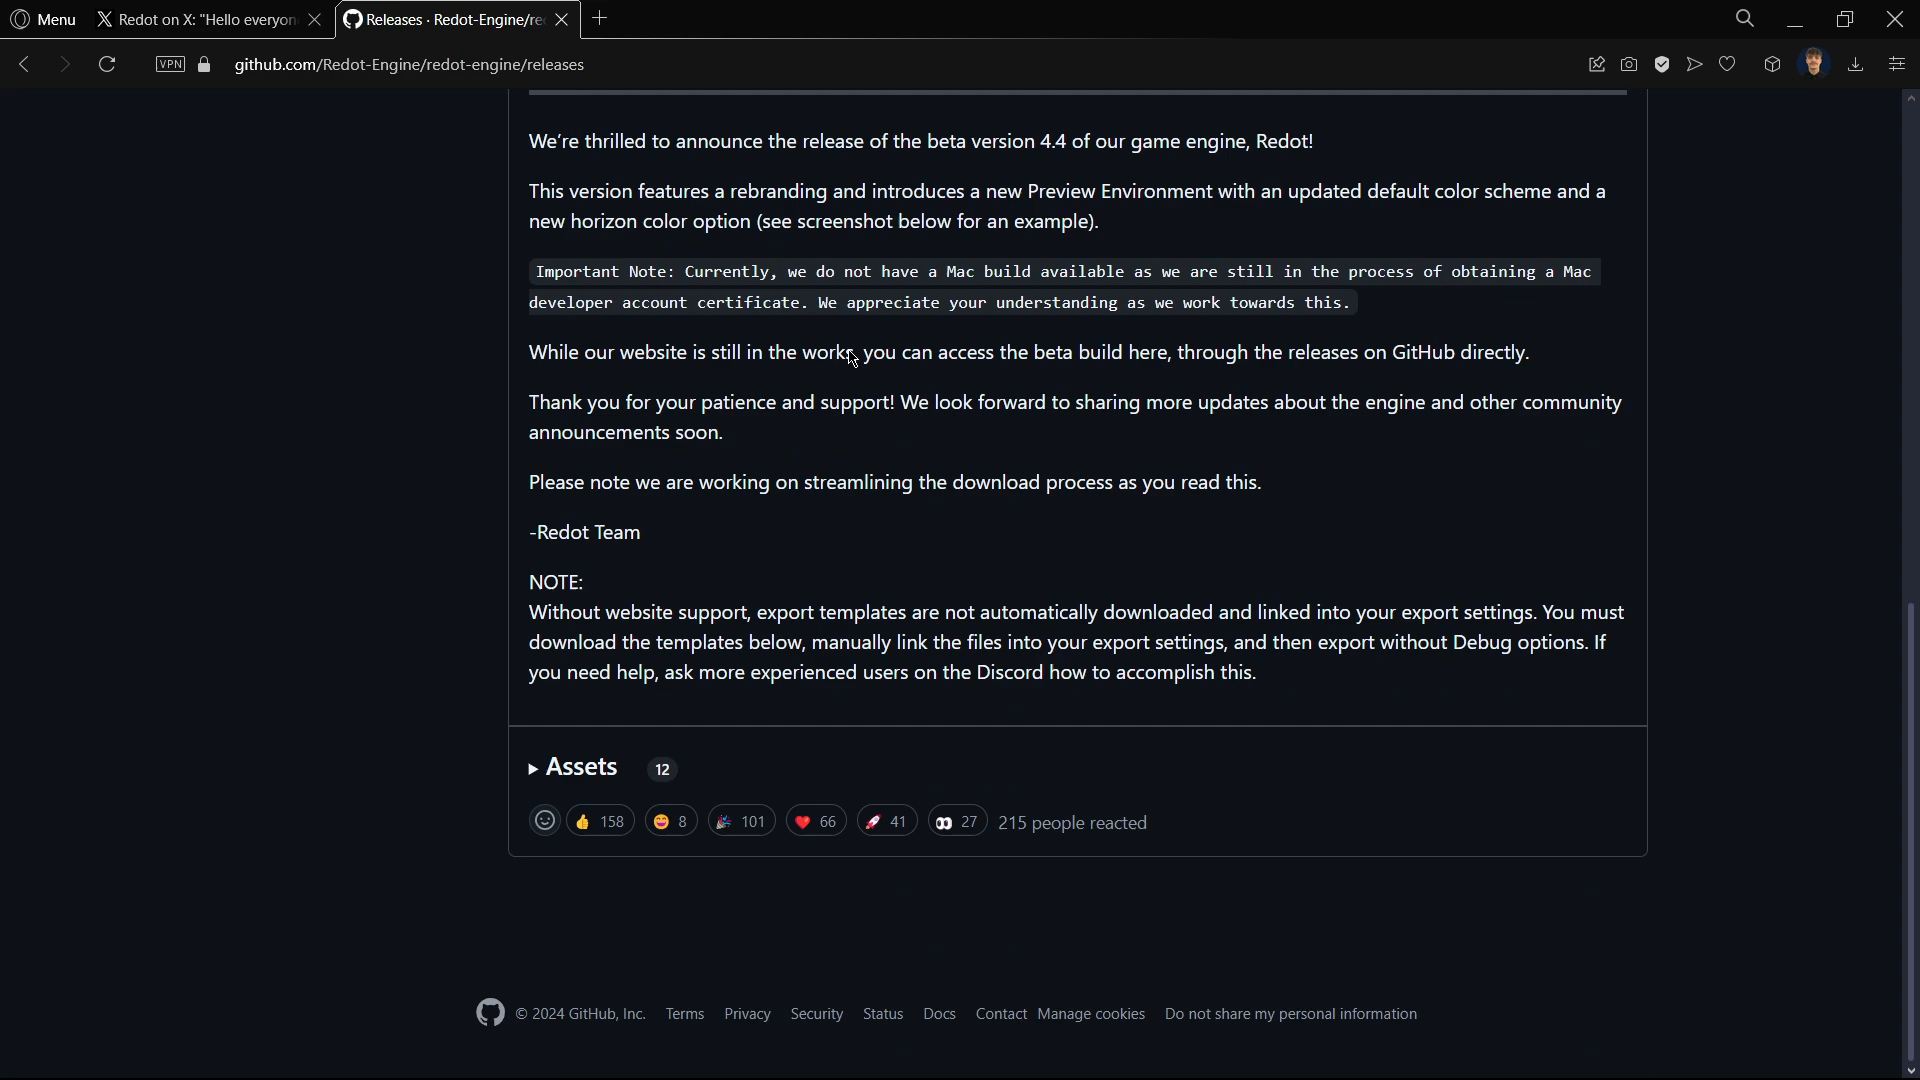 Menu
Redot on X: "Hello everyon
Releases · Redot-Engine/re
VPN
github.com/Redot-Engine/redot-engine/releases
We're thrilled to announce the release of the beta version 4.4 of our game engine, Redot!
This version features a rebranding and introduces a new Preview Environment with an updated default color scheme and a
new horizon color option (see screenshot below for an example).
Important Note: Currently, we do not have a Mac build available as we are still in the process of obtaining a Mac
developer account certificate. We appreciate your understanding as we work towards this.
While our website is still in the works, you can access the beta build here, through the releases on GitHub directly.
Thank you for your patience and support! We look forward to sharing more updates about the engine and other community
announcements soon.
Please note we are working on streamlining the download process as you read this.
-Redot Team
NOTE:
Without website support, export templates are not automatically downloaded and linked into your export settings. You must
download the templates below, manually link the files into your export settings, and then export without Debug options. If
you need help, ask more experienced users on the Discord how to accomplish this.
Assets 12
158 8 101 66 41 27 215 people reacted
© 2024 GitHub, Inc. Terms Privacy Security Status Docs Contact Manage cookies Do not share my personal information